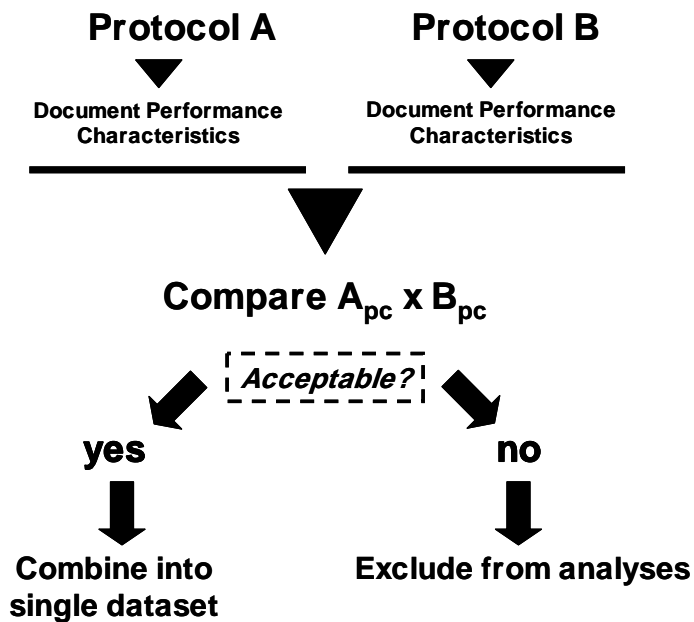 Protocol A
Protocol B
Document Performance
Characteristics
Document Performance
Characteristics
Compare Apc x Bpc
Acceptable?
yes
no
Combine into
single dataset
Exclude from analyses